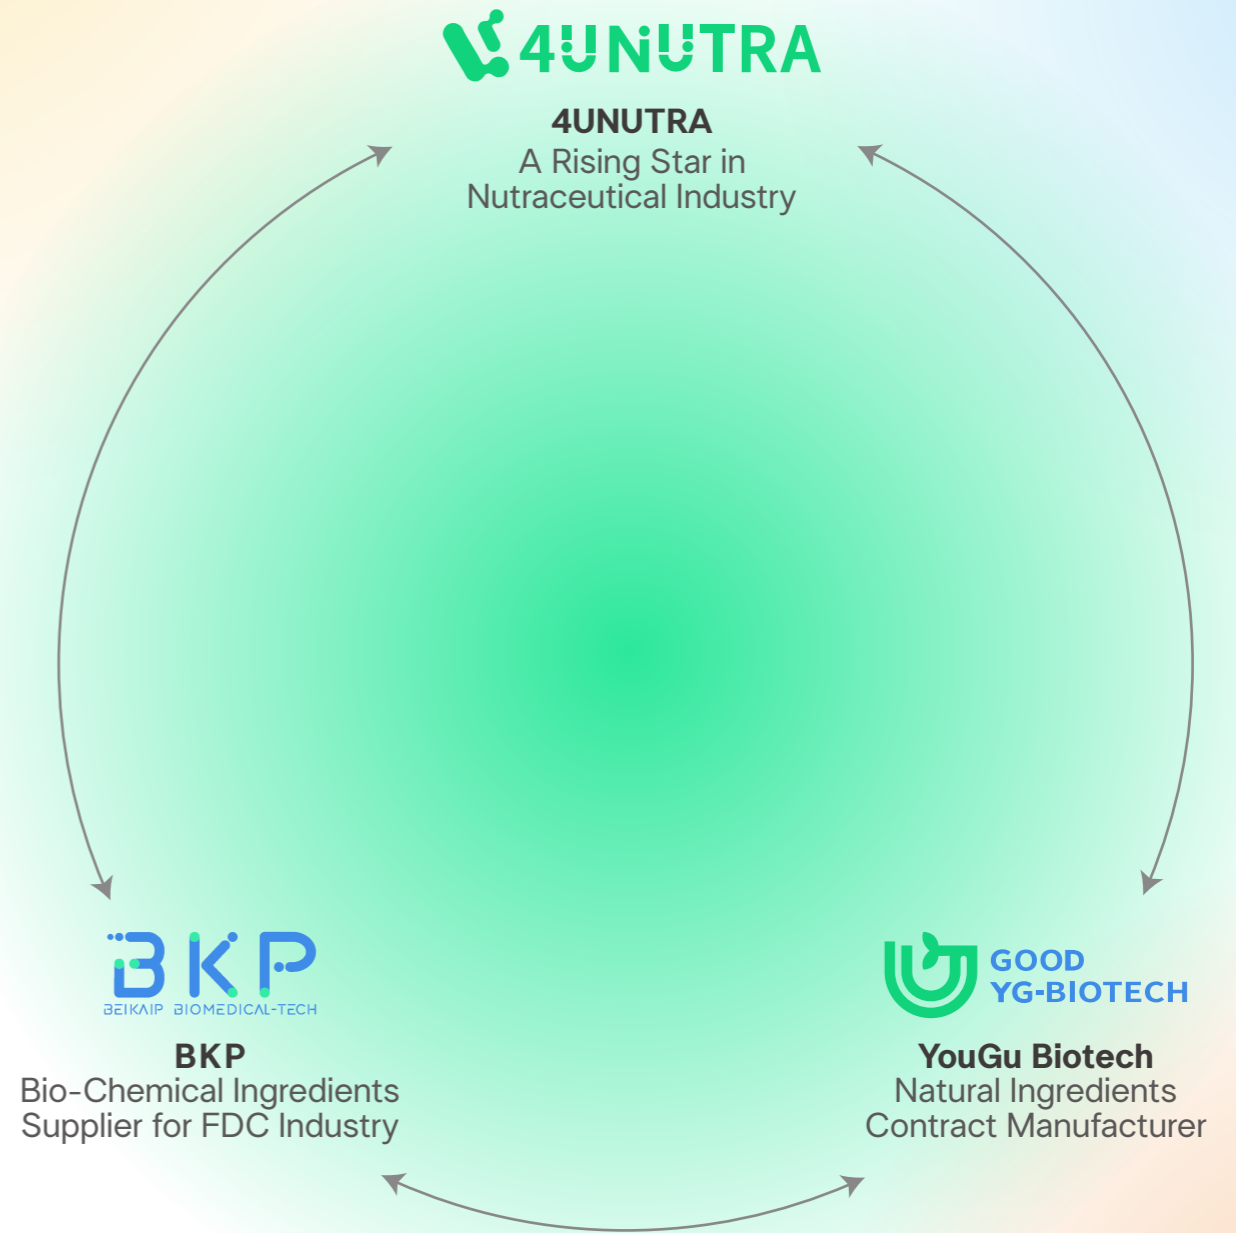 4UNUTRA
4UNUTRA
A Rising Star in
Nutraceutical Industry
BKP
BEIKAIP BIOMEDICAL-TECH
BKP
Bio-Chemical Ingredients
Supplier for FDC Industry
GOOD
YG-BIOTECH
YouGu Biotech
Natural Ingredients
Contract Manufacturer